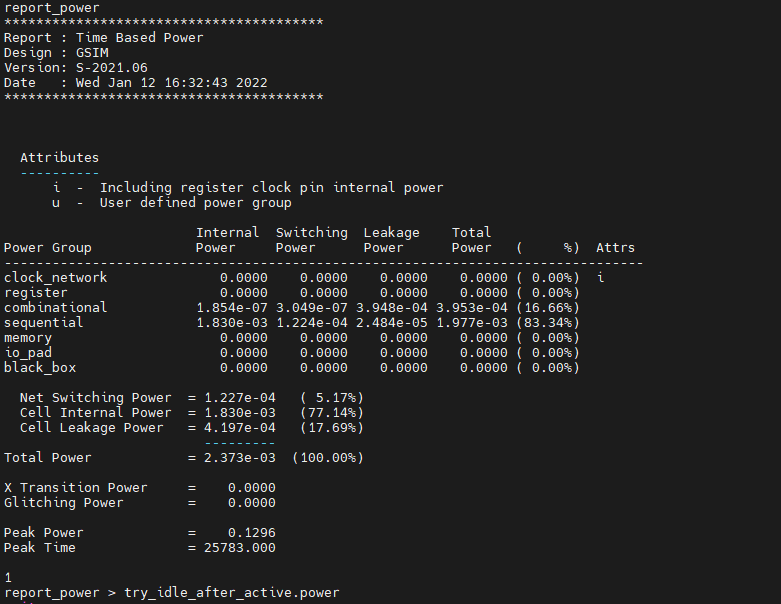 report_power
****************************************
Report : Time Based Power
Design : GSIM
Version: S-2021.06
Date   : Wed Jan 12 16:32:43 2022
****************************************
  Attributes
  ----------
      i  -  Including register clock pin internal power
      u  -  User defined power group
                        Internal  Switching  Leakage    Total
Power Group             Power     Power      Power      Power   (      %)  Attrs
--------------------------------------------------------------------------------
clock_network              0.0000    0.0000    0.0000    0.0000 ( 0.00%)  i
register                   0.0000    0.0000    0.0000    0.0000 ( 0.00%)
combinational           1.854e-07 3.049e-07 3.948e-04 3.953e-04 (16.66%)
sequential              1.830e-03 1.224e-04 2.484e-05 1.977e-03 (83.34%)
memory                     0.0000    0.0000    0.0000    0.0000 ( 0.00%)
io_pad                     0.0000    0.0000    0.0000    0.0000 ( 0.00%)
black_box                  0.0000    0.0000    0.0000    0.0000 ( 0.00%)
  Net Switching Power  = 1.227e-04   ( 5.17%)
  Cell Internal Power  = 1.830e-03   (77.14%)
  Cell Leakage Power   = 4.197e-04   (17.69%)
                         ---------
Total Power            = 2.373e-03  (100.00%)
X Transition Power     =    0.0000
Glitching Power        =    0.0000
Peak Power             =    0.1296
Peak Time              = 25783.000
1
report_power > try_idle_after_active.power